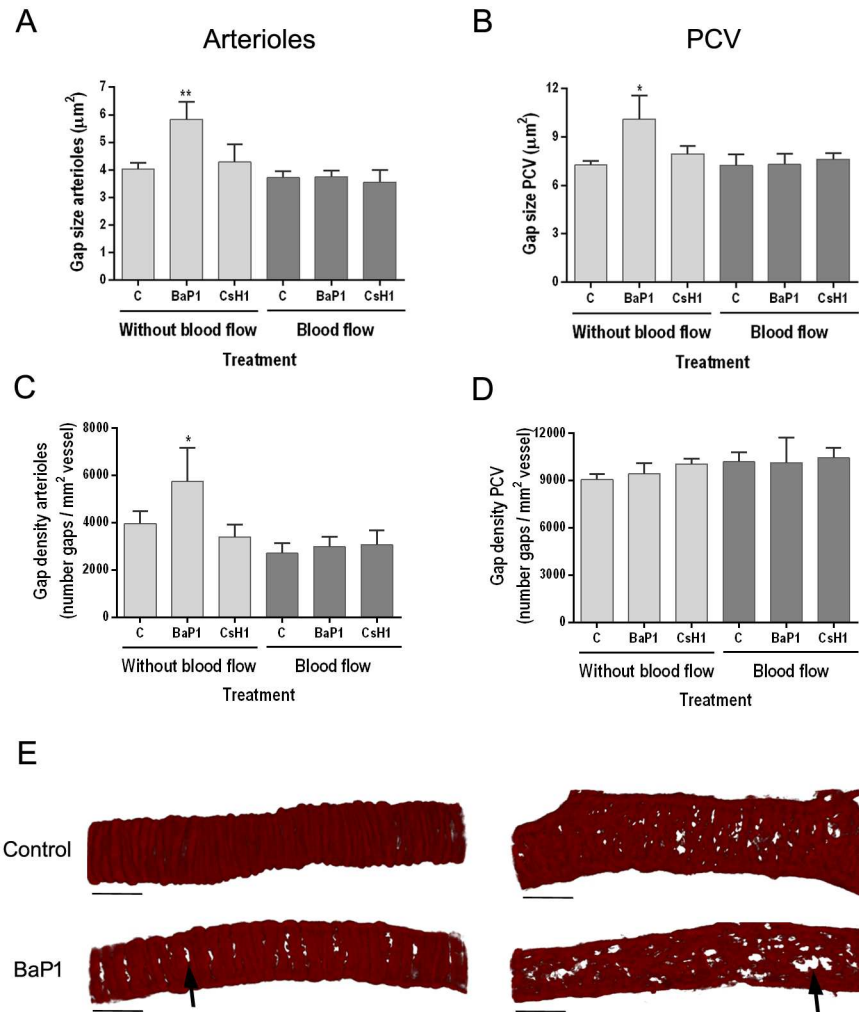 A
Arterioles
B
PCV
Gap size arterioles (μm²)
7
6
5
4
3
2
1
0
**
C BaP1 CsH1 C BaP1 CsH1
Without blood flow Blood flow
Treatment
Gap size PCV (μm²)
12
9
6
3
0
*
C BaP1 CsH1 C BaP1 CsH1
Without blood flow Blood flow
Treatment
C
Gap density arterioles
(number gaps / mm² vessel)
8000
6000
4000
2000
0
*
C BaP1 CsH1 C BaP1 CsH1
Without blood flow Blood flow
Treatment
D
Gap density PCV
(number gaps / mm² vessel)
12000
9000
6000
3000
0
C BaP1 CsH1 C BaP1 CsH1
Without blood flow Blood flow
Treatment
E
Control
BaP1